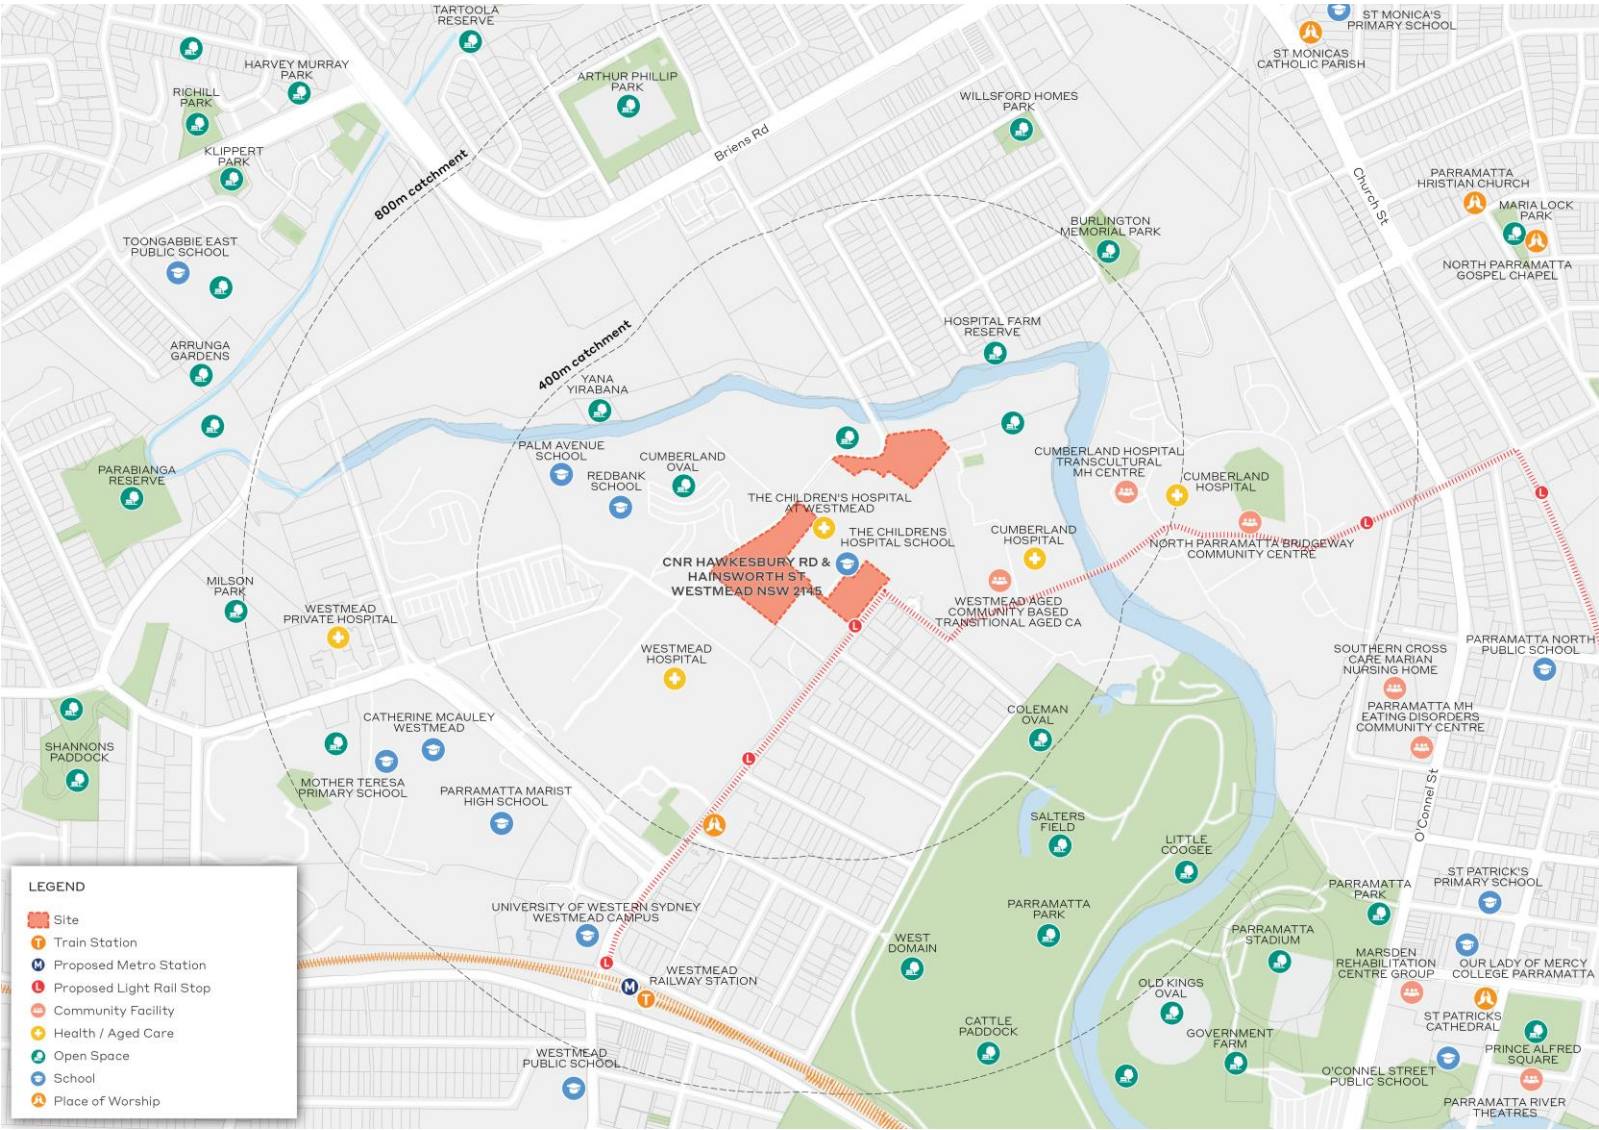 TARTOOLA
RESERVE
ST MONICA'S
PRIMARY SCHOOL
ST MONICAS
CATHOLIC PARISH
HARVEY MURRAY
PARK
RICHILL
PARK
KLIPPERT
PARK
ARTHUR PHILLIP
PARK
WILLSFORD HOMES
PARK
Briens Rd
800m catchment
Church St
PARRAMATTA
HRISTIAN CHURCH
MARIA LOCK
PARK
NORTH PARRAMATTA
GOSPEL CHAPEL
TOONGABBIE EAST
PUBLIC SCHOOL
BURLINGTON
MEMORIAL PARK
ARRUNGA
GARDENS
400m catchment
HOSPITAL FARM
RESERVE
YANA
YIRABANA
PARABIANGA
RESERVE
PALM AVENUE
SCHOOL
REDBANK
SCHOOL
CUMBERLAND
OVAL
THE CHILDREN'S HOSPITAL
AT WESTMEAD
THE CHILDRENS
HOSPITAL SCHOOL
CUMBERLAND HOSPITAL
TRANSCULTURAL
MH CENTRE
CUMBERLAND
HOSPITAL
CUMBERLAND
HOSPITAL
NORTH PARRAMATTA BRIDGEWAY
COMMUNITY CENTRE
CNR HAWKESBURY RD &
HAINSWORTH ST
WESTMEAD NSW 2145
WESTMEAD AGED
COMMUNITY BASED
TRANSITIONAL AGED CA
MILSON
PARK
WESTMEAD
PRIVATE HOSPITAL
WESTMEAD
HOSPITAL
L
L
L
L
L
SOUTHERN CROSS
CARE MARIAN
NURSING HOME
PARRAMATTA NORTH
PUBLIC SCHOOL
PARRAMATTA MH
EATING DISORDERS
COMMUNITY CENTRE
O'Connel St
COLEMAN
OVAL
SHANNONS
PADDOCK
CATHERINE MCAULEY
WESTMEAD
MOTHER TERESA
PRIMARY SCHOOL
PARRAMATTA MARIST
HIGH SCHOOL
SALTERS
FIELD
LITTLE
COOGEE
PARRAMATTA
PARK
WEST
DOMAIN
PARRAMATTA
PARK
PARRAMATTA
STADIUM
ST PATRICK'S
PRIMARY SCHOOL
MARSDEN
REHABILITATION
CENTRE GROUP
OUR LADY OF MERCY
COLLEGE PARRAMATTA
UNIVERSITY OF WESTERN SYDNEY
WESTMEAD CAMPUS
WESTMEAD
RAILWAY STATION
M
T
OLD KINGS
OVAL
CATTLE
PADDOCK
GOVERNMENT
FARM
ST PATRICKS
CATHEDRAL
PRINCE ALFRED
SQUARE
O'CONNEL STREET
PUBLIC SCHOOL
PARRAMATTA RIVER
THEATRES
WESTMEAD
PUBLIC SCHOOL
LEGEND
Site
T Train Station
M Proposed Metro Station
L Proposed Light Rail Stop
Community Facility
Health / Aged Care
Open Space
School
Place of Worship